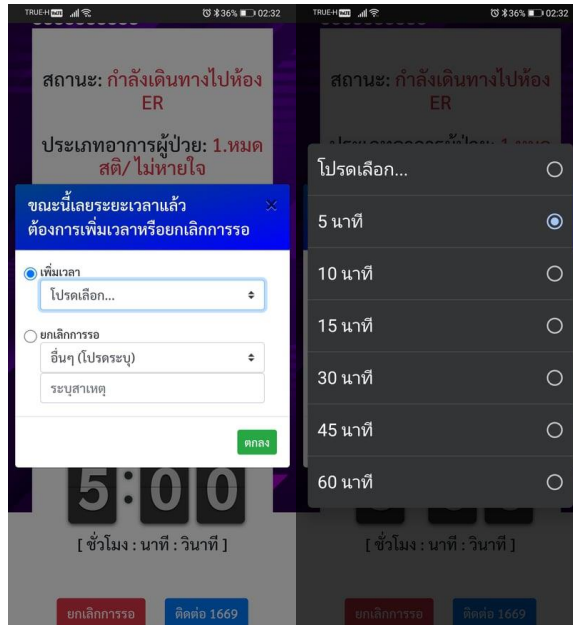 TRUE-H 36% 02:32
สถานะ: กำลังเดินทางไปห้อง
ER
ประเภทอาการผู้ป่วย: 1.หมด
สติ/ ไม่หายใจ
ขณะนี้เลยระยะเวลาแล้ว
ต้องการเพิ่มเวลาหรือยกเลิกการรอ
×
เพิ่มเวลา
โปรดเลือก...
ยกเลิกการรอ
อื่นๆ (โปรดระบุ)
ระบุสาเหตุ
ตกลง
5:00
[ ชั่วโมง : นาที : วินาที ]
ยกเลิกการรอ ติดต่อ 1669
TRUE-H 36% 02:32
สถานะ: กำลังเดินทางไปห้อง
ER
โปรดเลือก...
5 นาที
10 นาที
15 นาที
30 นาที
45 นาที
60 นาที
[ ชั่วโมง : นาที : วินาที ]
ยกเลิกการรอ ติดต่อ 1669